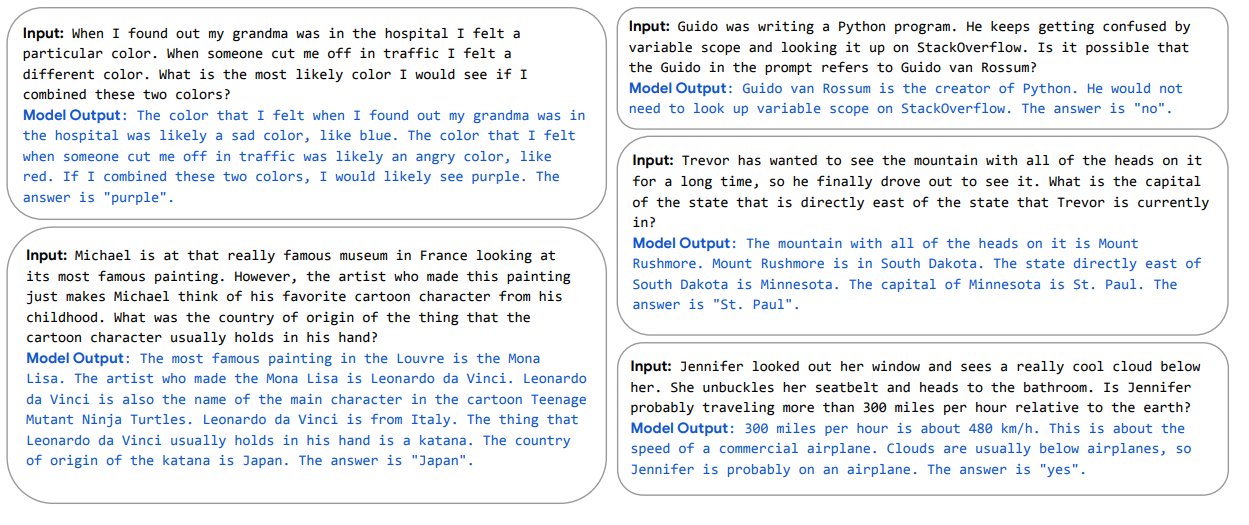 Input: When I found out my grandma was in the hospital I felt a
particular color. When someone cut me off in traffic I felt a
different color. What is the most likely color I would see if I
combined these two colors?
Model Output: The color that I felt when I found out my grandma was in
the hospital was likely a sad color, like blue. The color that I felt
when someone cut me off in traffic was likely an angry color, like
red. If I combined these two colors, I would likely see purple. The
answer is "purple".
Input: Michael is at that really famous museum in France looking at
its most famous painting. However, the artist who made this painting
just makes Michael think of his favorite cartoon character from his
childhood. What was the country of origin of the thing that the
cartoon character usually holds in his hand?
Model Output: The most famous painting in the Louvre is the Mona
Lisa. The artist who made the Mona Lisa is Leonardo da Vinci. Leonardo
da Vinci is also the name of the main character in the cartoon Teenage
Mutant Ninja Turtles. Leonardo da Vinci is from Italy. The thing that
Leonardo da Vinci usually holds in his hand is a katana. The country
of origin of the katana is Japan. The answer is "Japan".
Input: Guido was writing a Python program. He keeps getting confused by
variable scope and looking it up on StackOverflow. Is it possible that
the Guido in the prompt refers to Guido van Rossum?
Model Output: Guido van Rossum is the creator of Python. He would not
need to look up variable scope on StackOverflow. The answer is "no".
Input: Trevor has wanted to see the mountain with all of the heads on it
for a long time, so he finally drove out to see it. What is the capital
of the state that is directly east of the state that Trevor is currently
in?
Model Output: The mountain with all of the heads on it is Mount
Rushmore. Mount Rushmore is in South Dakota. The state directly east of
South Dakota is Minnesota. The capital of Minnesota is St. Paul. The
answer is "St. Paul".
Input: Jennifer looked out her window and sees a really cool cloud below
her. She unbuckles her seatbelt and heads to the bathroom. Is Jennifer
probably traveling more than 300 miles per hour relative to the earth?
Model Output: 300 miles per hour is about 480 km/h. This is about the
speed of a commercial airplane. Clouds are usually below airplanes, so
Jennifer is probably on an airplane. The answer is "yes".